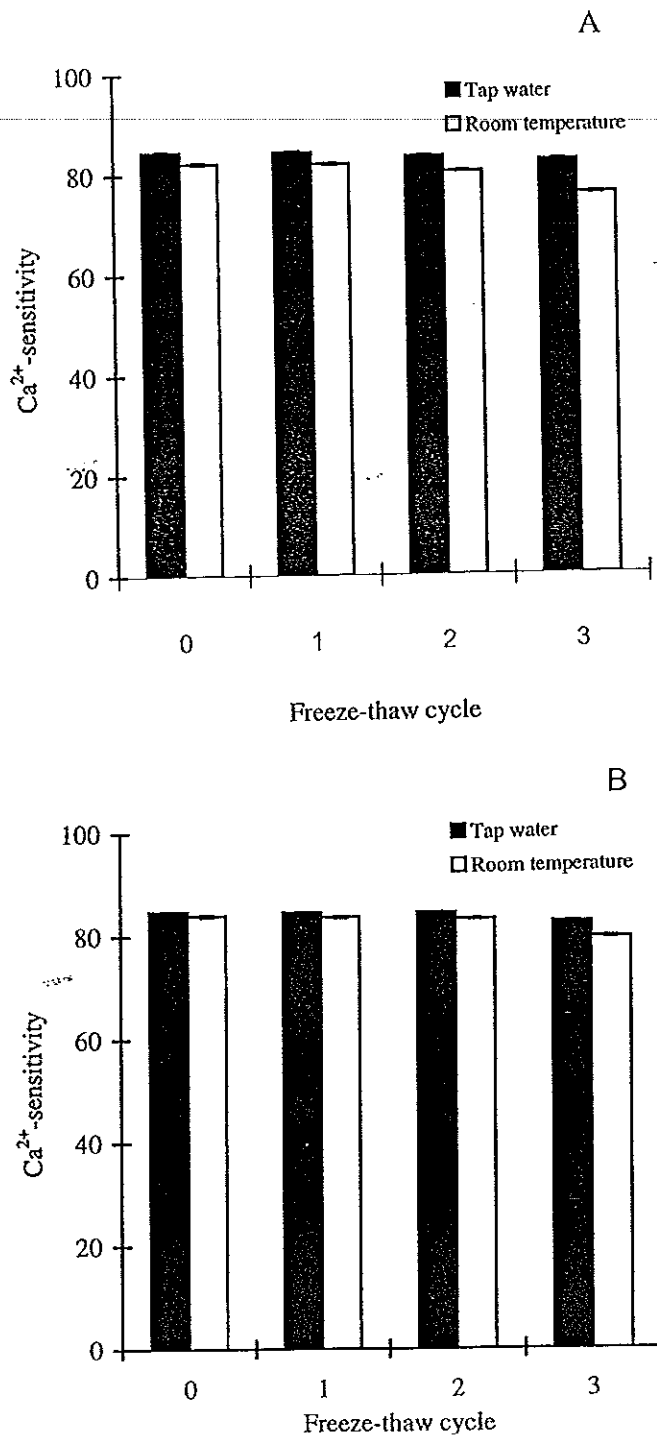 A
100
80
60
40
20
0
Ca²⁺-sensitivity
Tap water
Room temperature
0 1 2 3
Freeze-thaw cycle
B
100
80
60
40
20
0
Ca²⁺-sensitivity
Tap water
Room temperature
0 1 2 3
Freeze-thaw cycle